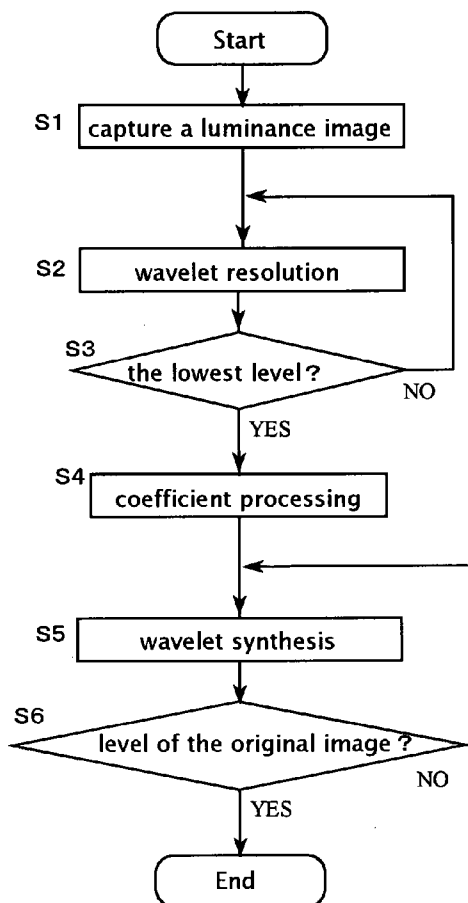 Start
S1
capture a luminance image
S2
wavelet resolution
S3
the lowest level?
NO
YES
S4
coefficient processing
S5
wavelet synthesis
S6
level of the original image?
NO
YES
End